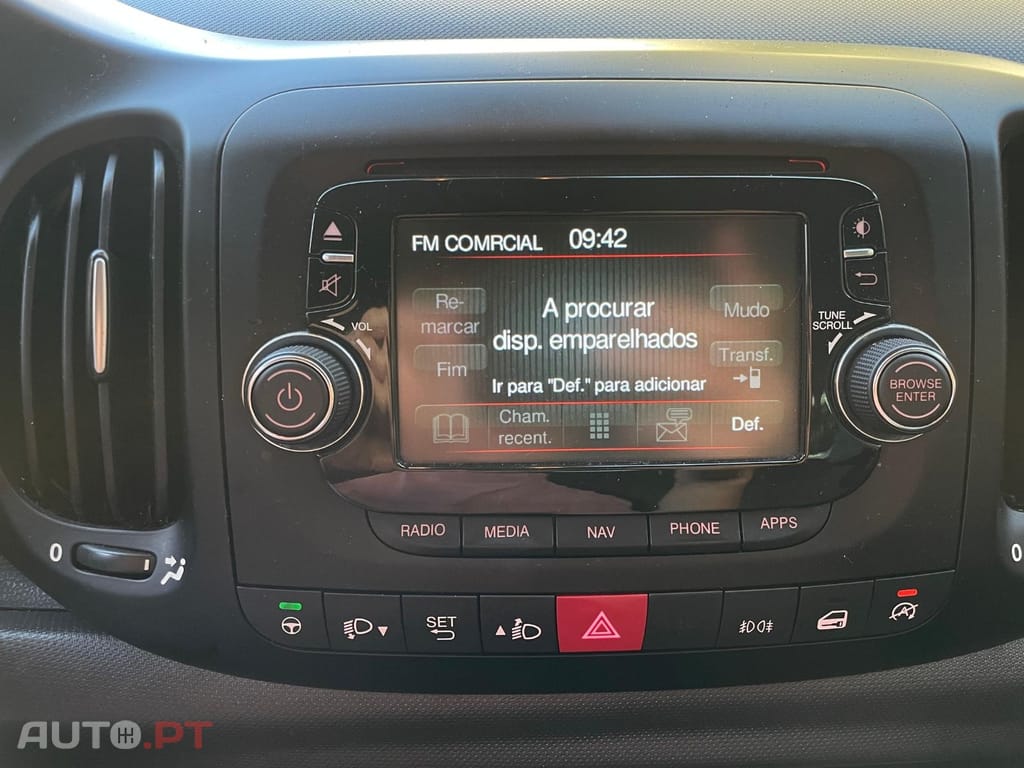 FM COMRCIAL 09:42
Re-
marcar
A procurar
disp. emparelhados
Mudo
Fim
Transf.
Ir para "Def." para adicionar
Cham.
recent.
Def.
VOL
TUNE
SCROLL
BROWSE
ENTER
RADIO MEDIA NAV PHONE APPS
0
0
SET
AUTO.PT